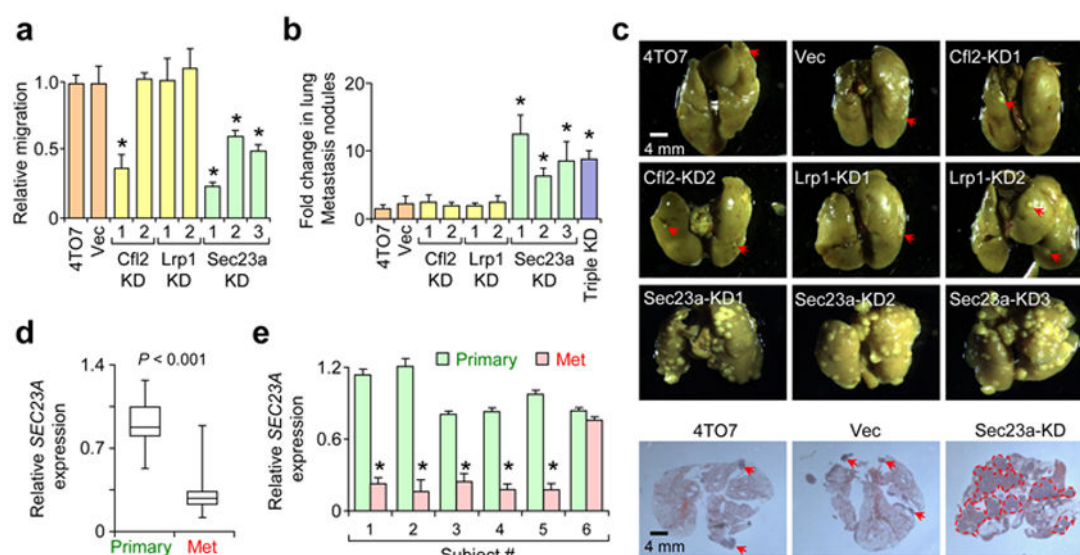 a
Relative migration
1.0
0.5
0
*
*
*
*
4TO7
Vec
1 2
1 2
1 2 3
Cfl2
KD
Lrp1
KD
Sec23a
KD
b
Fold change in lung
Metastasis nodules
20
10
0
*
*
*
*
4TO7
Vec
1 2
1 2
1 2 3
Cfl2
KD
Lrp1
KD
Sec23a
KD
Triple KD
c
4TO7
4 mm
Vec
Cfl2-KD1
Cfl2-KD2
Lrp1-KD1
Lrp1-KD2
Sec23a-KD1
Sec23a-KD2
Sec23a-KD3
4TO7
Vec
Sec23a-KD
4 mm
d
Relative SEC23A
expression
1.4
0.7
0
P < 0.001
Primary
Met
e
Relative SEC23A
expression
1.2
0.6
0
Primary
Met
*
*
*
*
*
1 2 3 4 5 6
Subject #